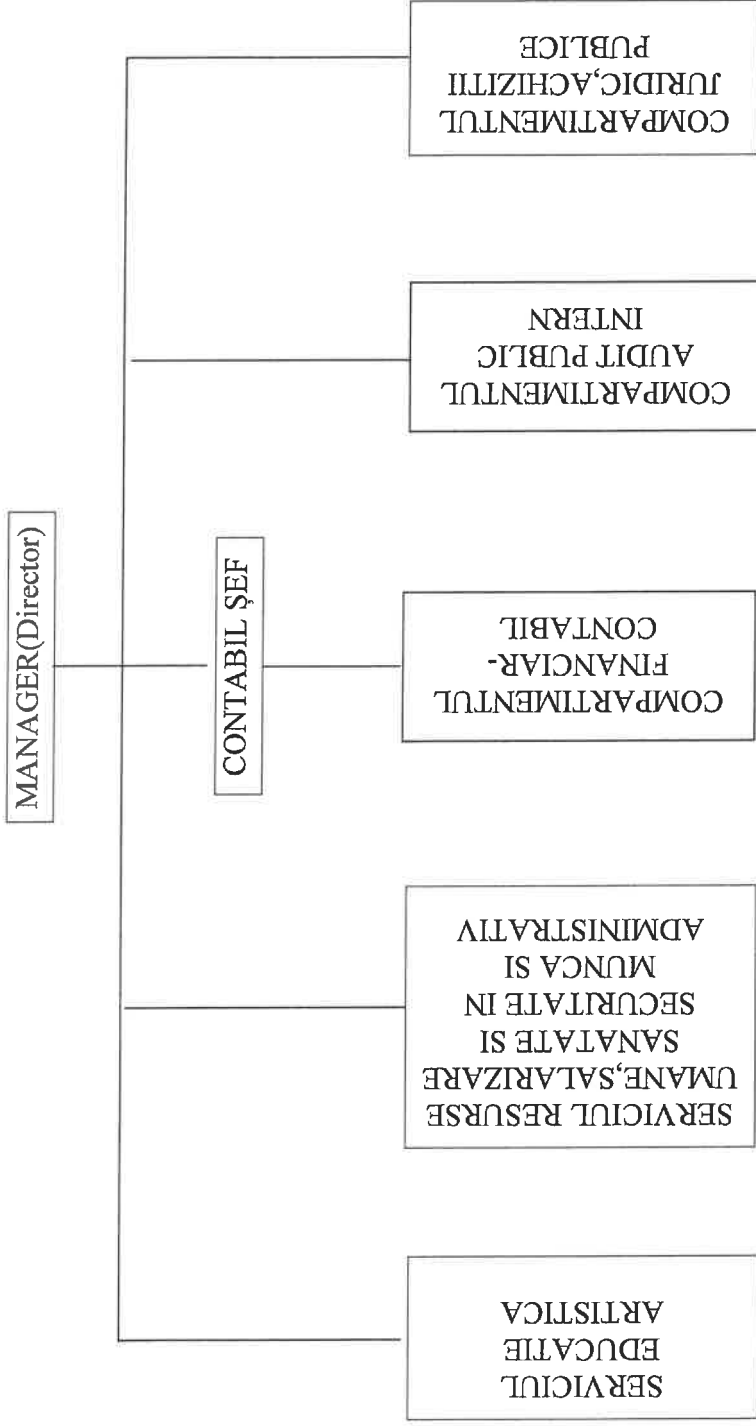 MANAGER(Director)
CONTABIL ŞEF
SERVICIUL
EDUCATIE
ARTISTICA
SERVICIUL RESURSE
UMANE,SALARIZARE
SANATATE SI
SECURITATE IN
MUNCA SI
ADMINISTRATIV
COMPARTIMENTUL
FINANCIAR-
CONTABIL
COMPARTIMENTUL
AUDIT PUBLIC
INTERN
COMPARTIMENTUL
JURIDIC,ACHIZITII
PUBLICE